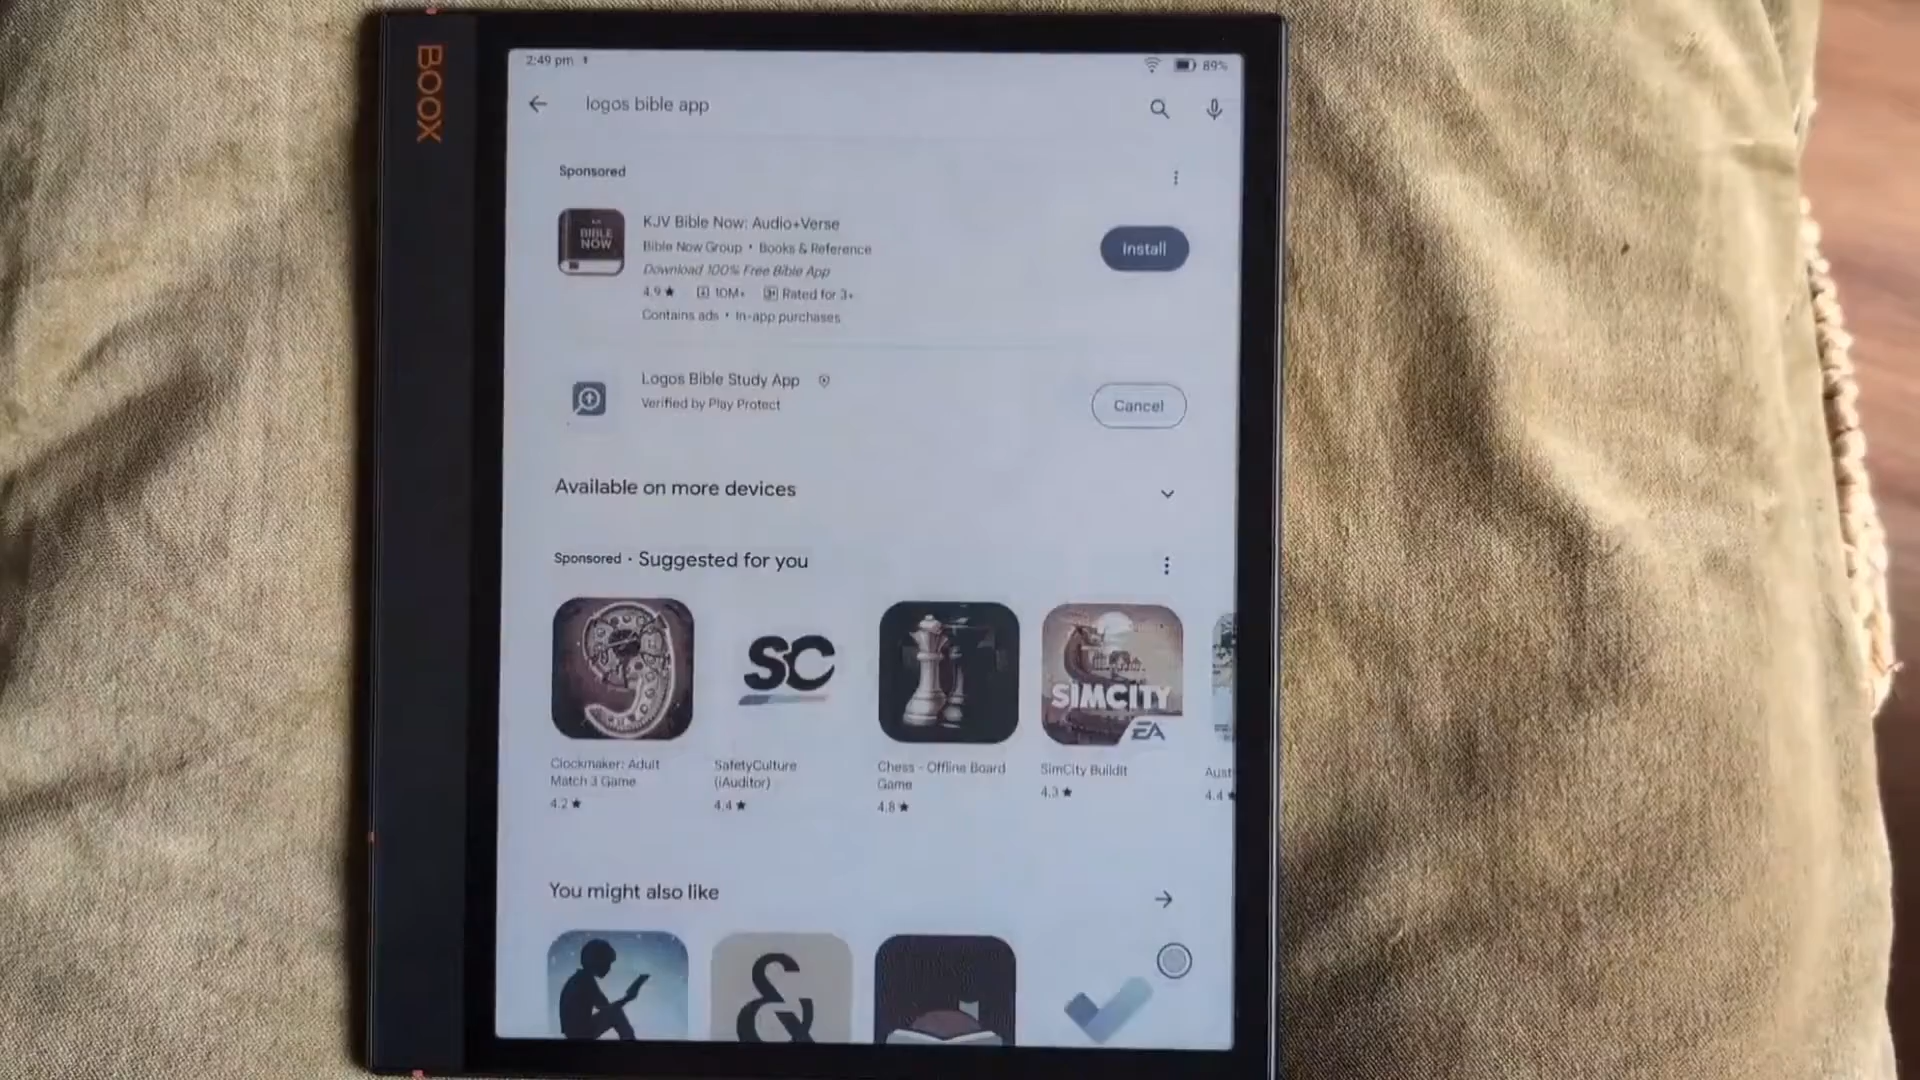 BOOX
2:49 pm
89%
logos bible app
Sponsored
BIBLE
NOW
KJV Bible Now: Audio+Verse
Bible Now Group • Books & Reference
Download 100% Free Bible App
4.9★ 10M+ 3+ Rated for 3+
Contains ads • In-app purchases
Install
Logos Bible Study App
Verified by Play Protect
Cancel
Available on more devices
Sponsored · Suggested for you
SC
SIMCITY
EA
Clockmaker: Adult
Match 3 Game
4.2★
SafetyCulture
(iAuditor)
4.4★
Chess - Offline Board
Game
4.8★
SimCity BuildIt
4.3★
Aust
4.4★
You might also like
&